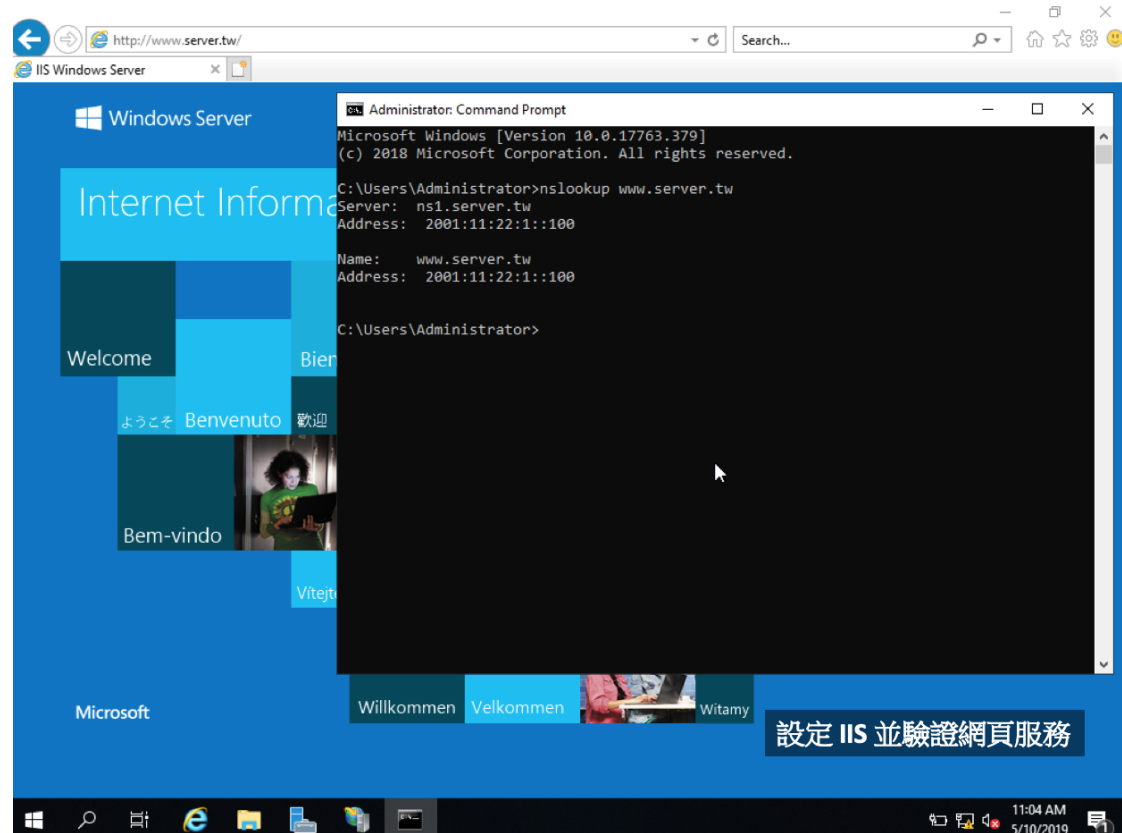 http://www.server.tw/
Search...
IIS Windows Server
Windows Server
Administrator: Command Prompt
Microsoft Windows [Version 10.0.17763.379]
(c) 2018 Microsoft Corporation. All rights reserved.
C:\Users\Administrator>nslookup www.server.tw
Server: ns1.server.tw
Address: 2001:11:22:1::100
Name: www.server.tw
Address: 2001:11:22:1::100
C:\Users\Administrator>
Internet Informa
Welcome
Bien
ようこそ
Benvenuto
歡迎
Bem-vindo
Vítejt
Willkommen
Velkommen
Witamy
Microsoft
設定 IIS 並驗證網頁服務
11:04 AM
5/10/2019
1